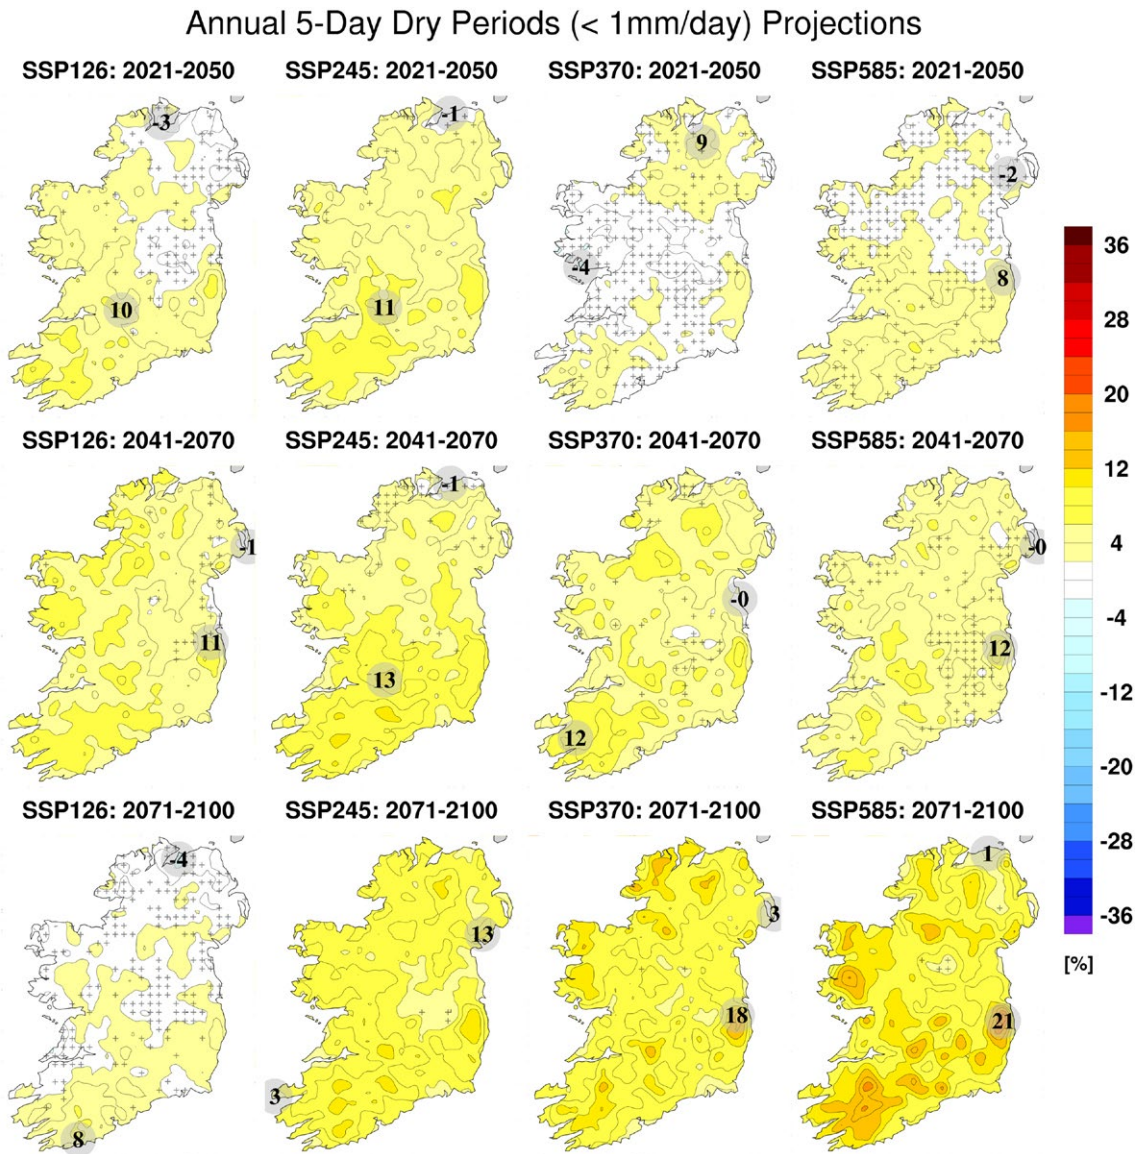 Annual 5-Day Dry Periods (< 1mm/day) Projections
SSP126: 2021-2050 SSP245: 2021-2050 SSP370: 2021-2050 SSP585: 2021-2050
-3 -1 9 -2
-4 8
10 11
36
28
20
12
4
-4
-12
-20
-28
-36
[%]
SSP126: 2041-2070 SSP245: 2041-2070 SSP370: 2041-2070 SSP585: 2041-2070
-1 -1 -0 -0
11 13 12 12
SSP126: 2071-2100 SSP245: 2071-2100 SSP370: 2071-2100 SSP585: 2071-2100
-4 13 3 1
18 21
8 3